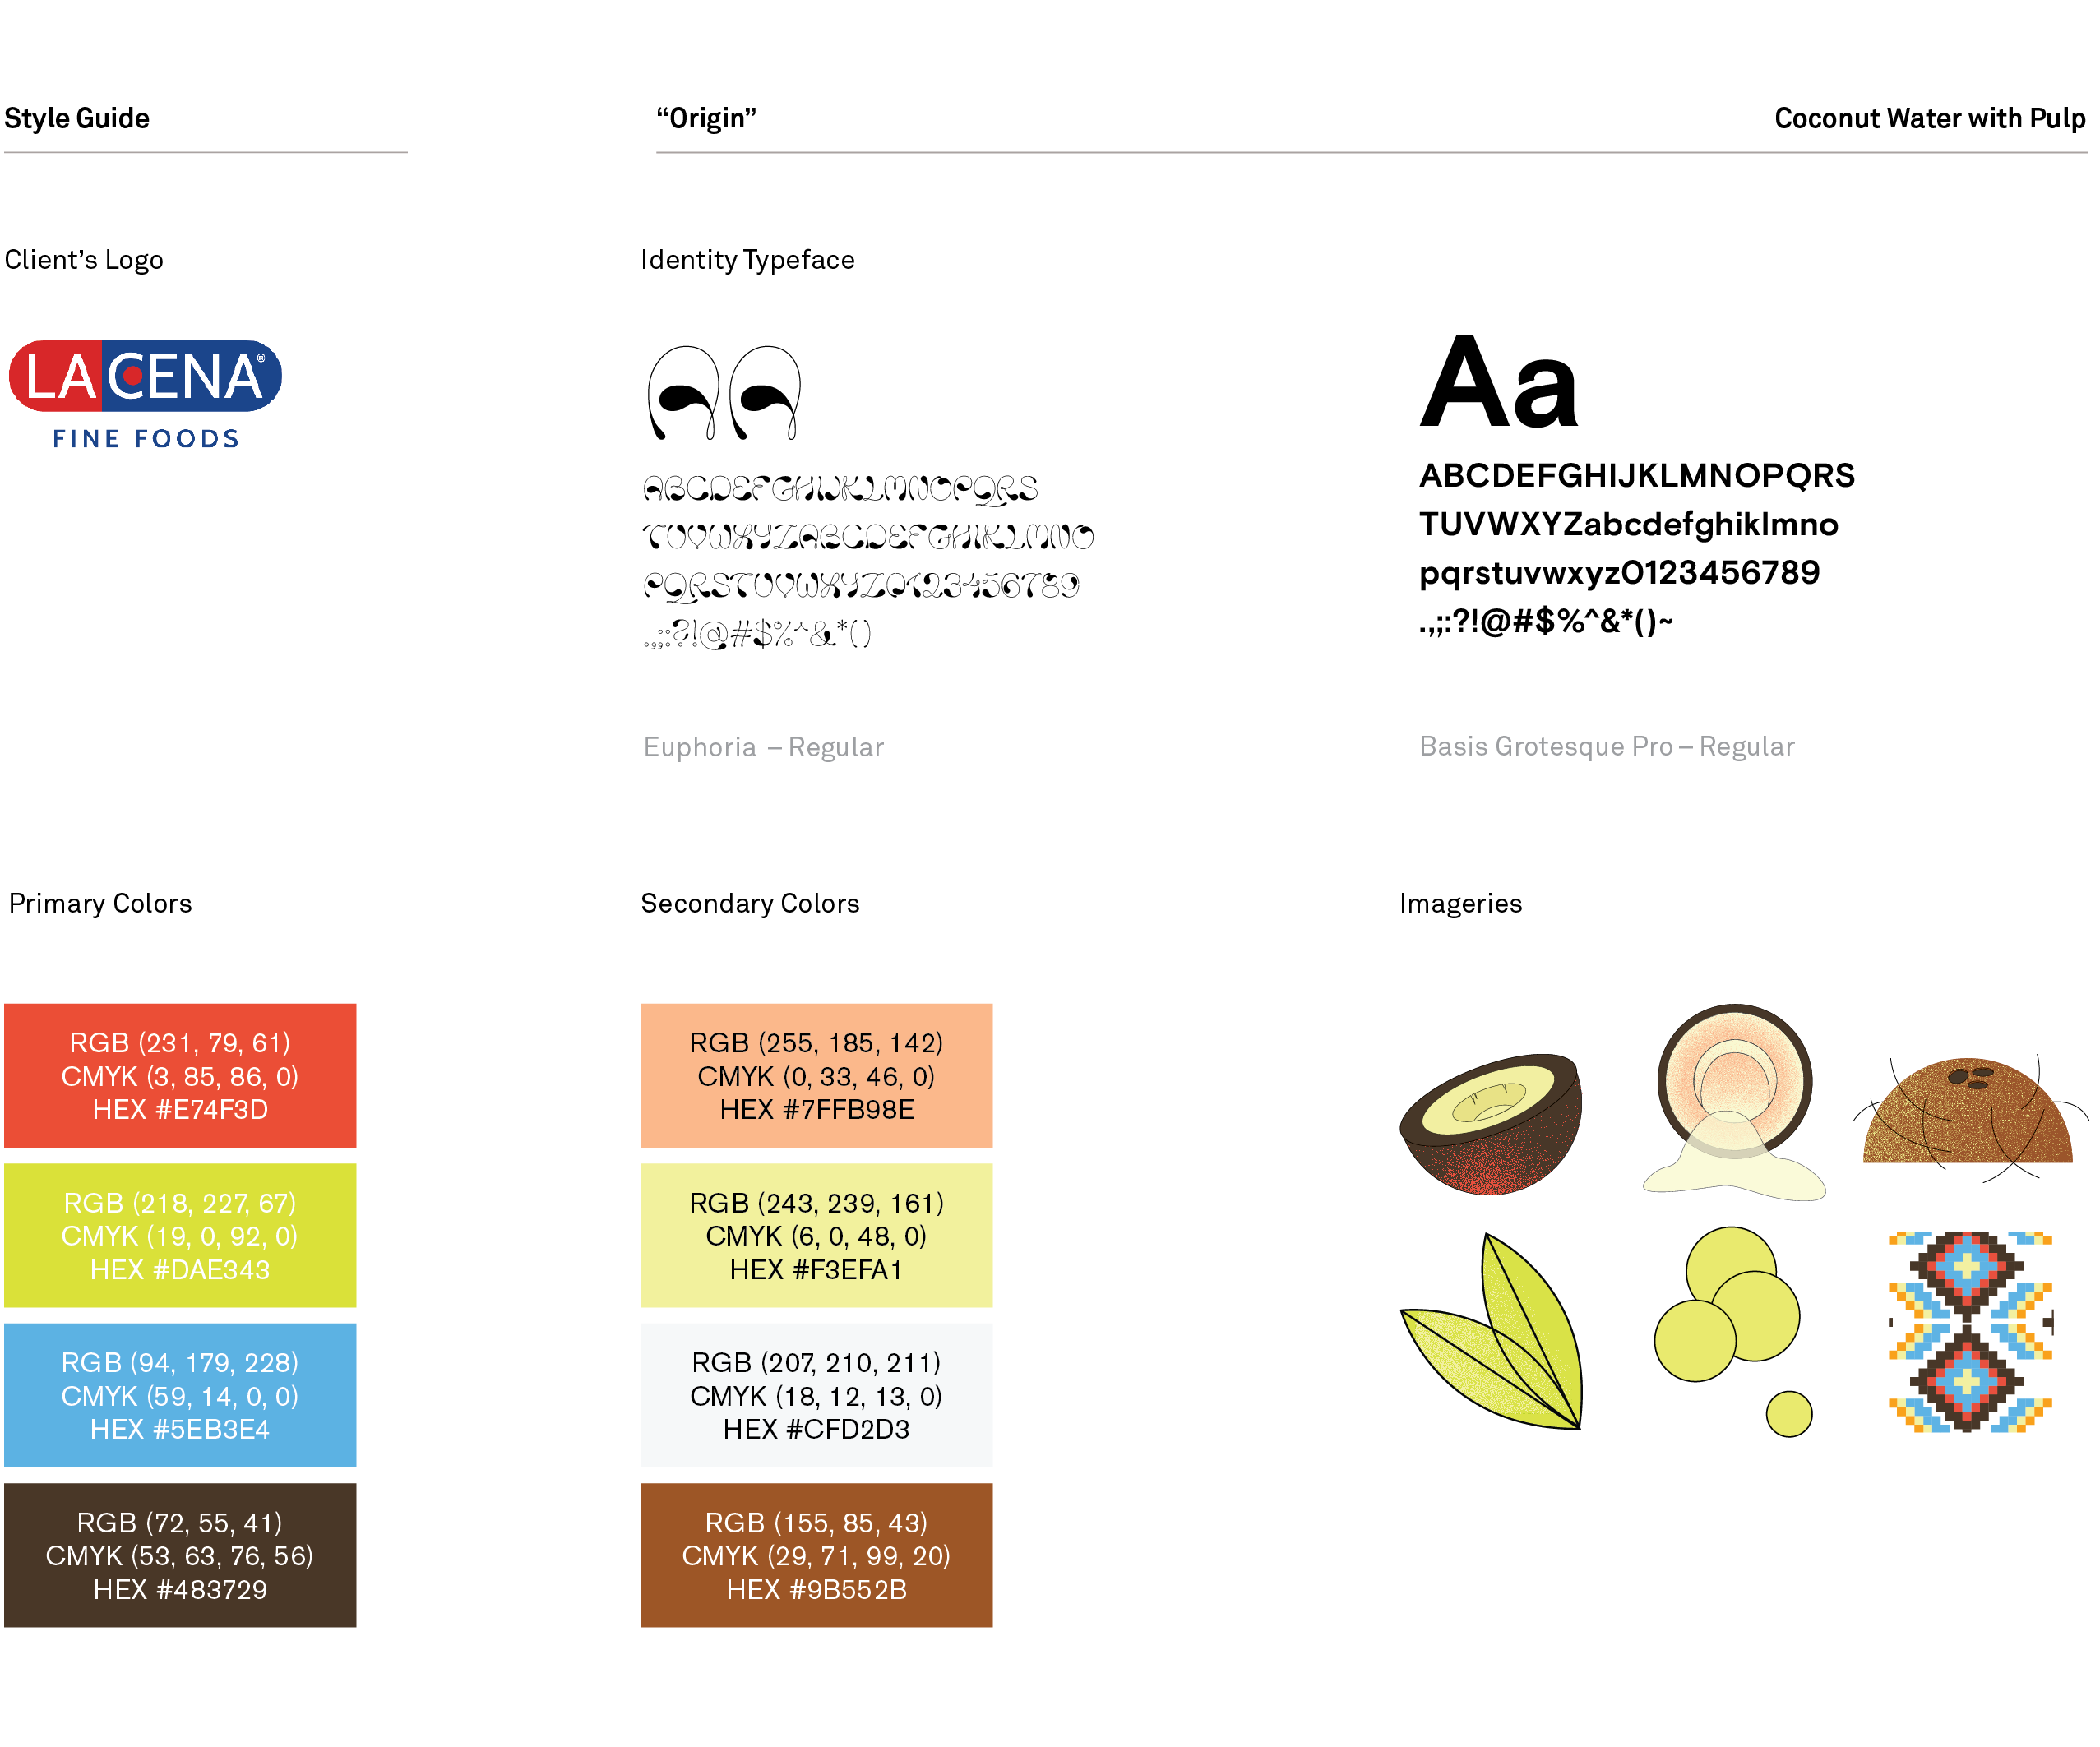 Style Guide
“Origin”
Coconut Water with Pulp
Client’s Logo
LA CENA®
FINE FOODS
Identity Typeface
Aa
ABCDEFGHIJKLMNOPQRS
TUVWXYZABCDEFGHIKLMNO
PQRSTUVWXYZ0123456789
.,;:?!@#$%^&*()
Euphoria – Regular
Aa
ABCDEFGHIJKLMNOPQRS
TUVWXYZabcdefghiklmno
pqrstuvwxyz0123456789
.,;:?!@#$%^&*()~
Basis Grotesque Pro – Regular
Primary Colors
RGB (231, 79, 61)
CMYK (3, 85, 86, 0)
HEX #E74F3D
RGB (218, 227, 67)
CMYK (19, 0, 92, 0)
HEX #DAE343
RGB (94, 179, 228)
CMYK (59, 14, 0, 0)
HEX #5EB3E4
RGB (72, 55, 41)
CMYK (53, 63, 76, 56)
HEX #483729
Secondary Colors
RGB (255, 185, 142)
CMYK (0, 33, 46, 0)
HEX #7FFB98E
RGB (243, 239, 161)
CMYK (6, 0, 48, 0)
HEX #F3EFA1
RGB (207, 210, 211)
CMYK (18, 12, 13, 0)
HEX #CFD2D3
RGB (155, 85, 43)
CMYK (29, 71, 99, 20)
HEX #9B552B
Imageries